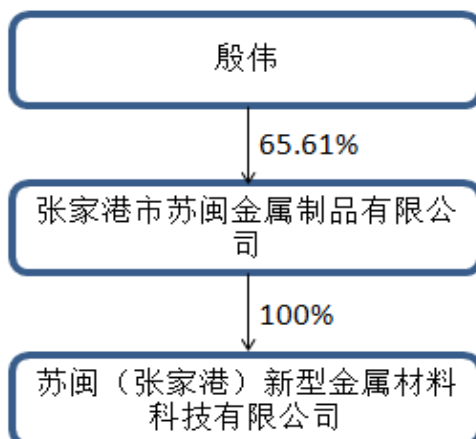 殷伟
65.61%
张家港市苏闽金属制品有限公
司
100%
苏闽（张家港）新型金属材料
科技有限公司